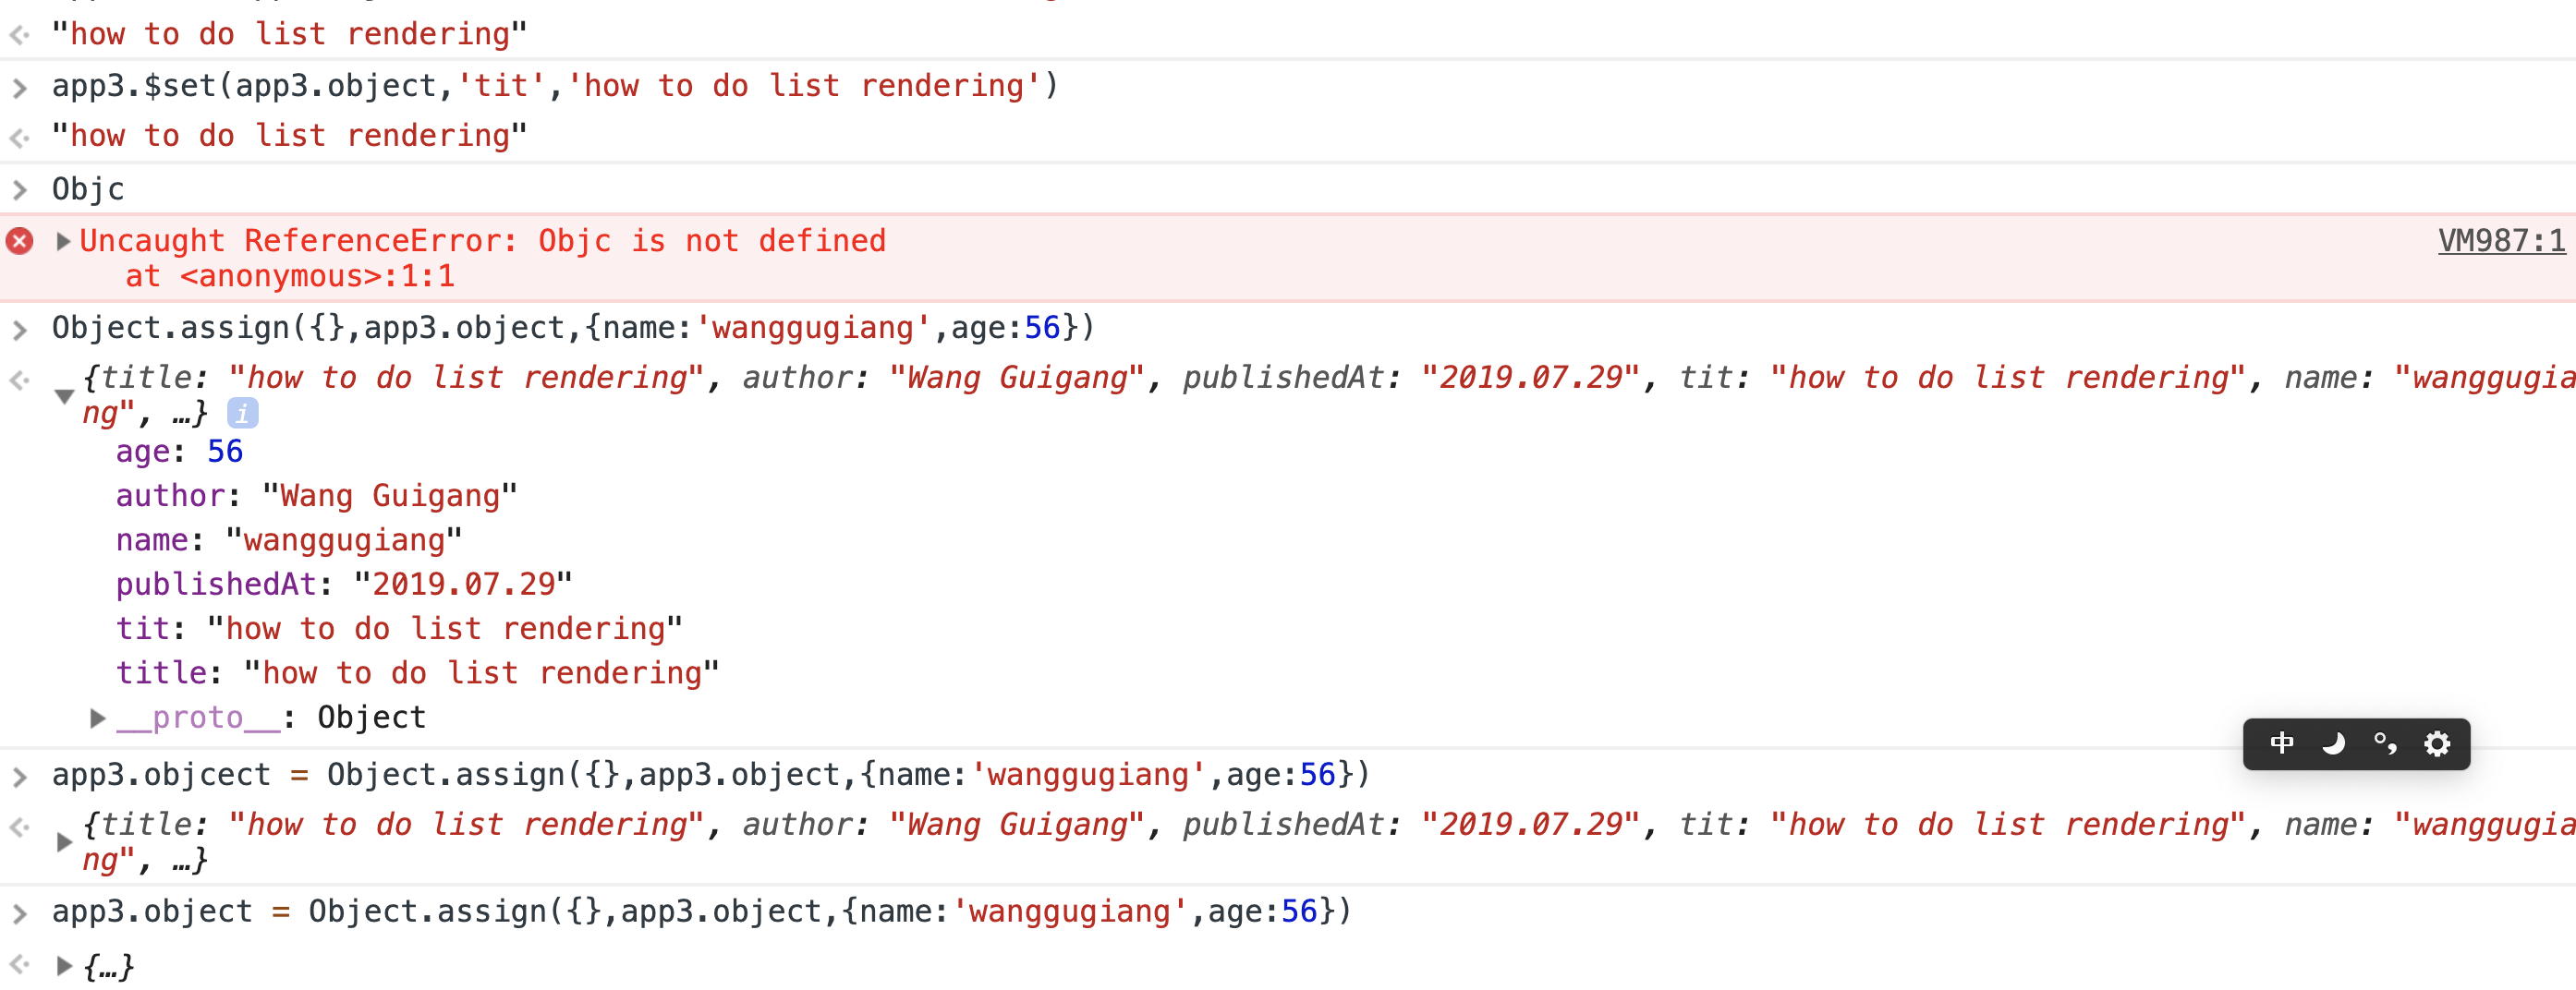 "how to do list rendering"
app3.$set(app3.object,'tit','how to do list rendering')
"how to do list rendering"
Objc
Uncaught ReferenceError: Objc is not defined VM987:1
at <anonymous>:1:1
Object.assign({},app3.object,{name:'wanggugiang',age:56})
{title: "how to do list rendering", author: "Wang Guigang", publishedAt: "2019.07.29", tit: "how to do list rendering", name: "wanggugia
ng", …} i
age: 56
author: "Wang Guigang"
name: "wanggugiang"
publishedAt: "2019.07.29"
tit: "how to do list rendering"
title: "how to do list rendering"
__proto__: Object
中
app3.objcect = Object.assign({},app3.object,{name:'wanggugiang',age:56})
{title: "how to do list rendering", author: "Wang Guigang", publishedAt: "2019.07.29", tit: "how to do list rendering", name: "wanggugia
ng", …}
app3.object = Object.assign({},app3.object,{name:'wanggugiang',age:56})
{…}